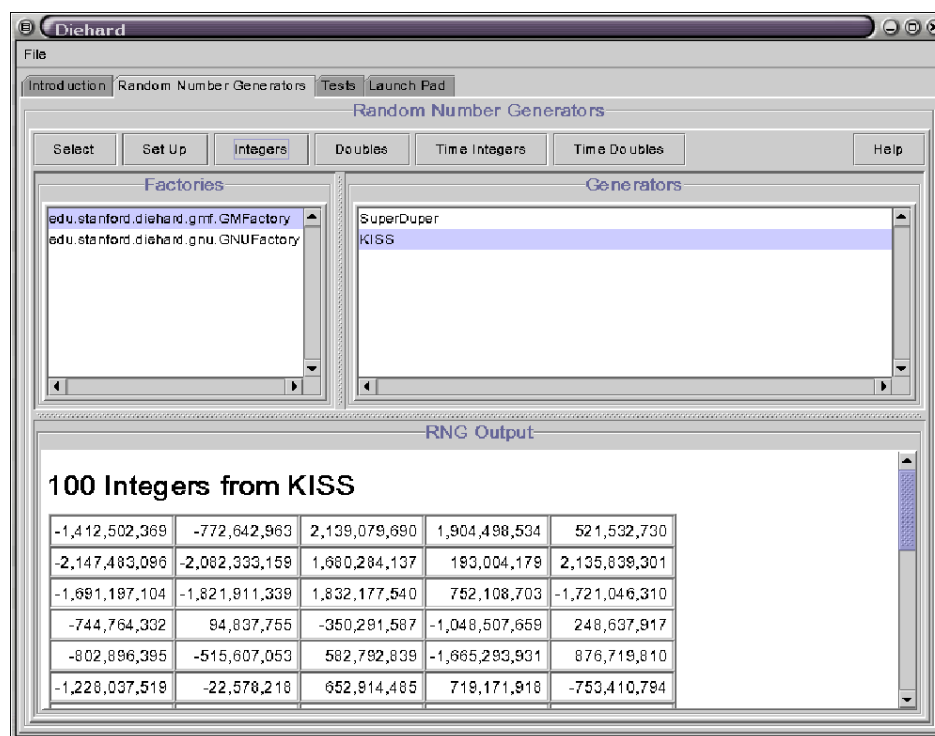 Diehard
File
Introduction Random Number Generators Tests Launch Pad
Random Number Generators
Select Set Up Integers Doubles Time Integers Time Doubles Help
Factories
edu.stanford.diehard.gmf.GMFactory
edu.stanford.diehard.gnu.GNUFactory
Generators
SuperDuper
KISS
RNG Output
100 Integers from KISS
-1,412,502,369 -772,642,963 2,139,079,690 1,904,498,534 521,532,730
-2,147,483,096 -2,082,333,159 1,680,284,137 193,004,179 2,135,839,301
-1,691,197,104 -1,821,911,339 1,832,177,540 752,108,703 -1,721,046,310
-744,764,332 94,837,755 -350,291,587 -1,048,507,659 248,637,917
-802,896,395 -515,607,053 582,792,839 -1,665,293,931 876,719,810
-1,228,037,519 -22,578,218 652,914,485 719,171,918 -753,410,794